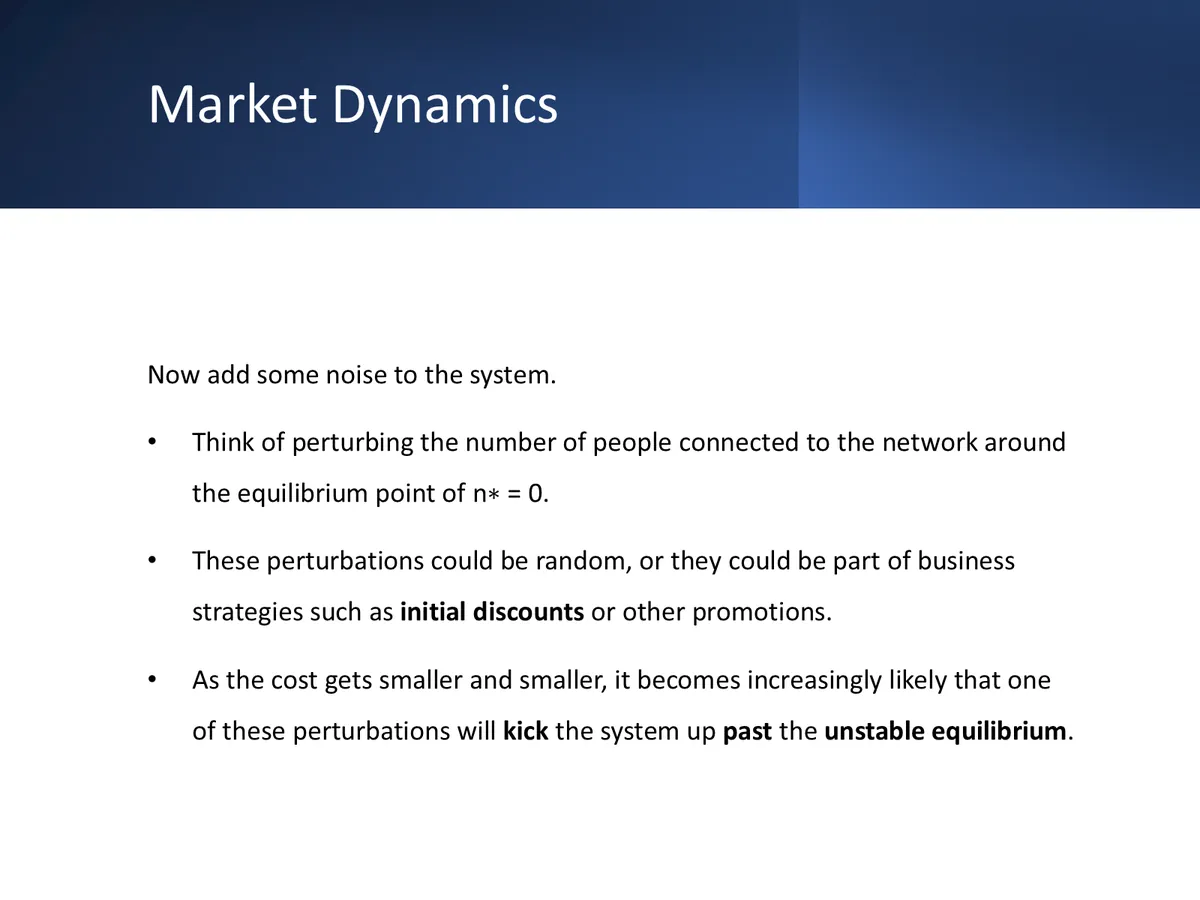 Market Dynamics
Now add some noise to the system.
• Think of perturbing the number of people connected to the network around
the equilibrium point of n∗ = 0.
• These perturbations could be random, or they could be part of business
strategies such as initial discounts or other promotions.
• As the cost gets smaller and smaller, it becomes increasingly likely that one
of these perturbations will kick the system up past the unstable equilibrium.